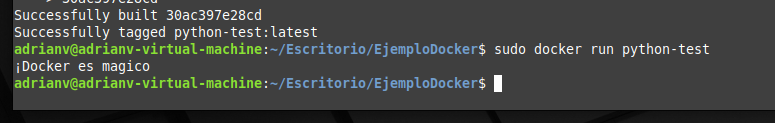 Successfully built 30ac397e28cd
Successfully tagged python-test:latest
adrianv@adrianv-virtual-machine:~/Escritorio/EjemploDocker$ sudo docker run python-test
¡Docker es magico
adrianv@adrianv-virtual-machine:~/Escritorio/EjemploDocker$